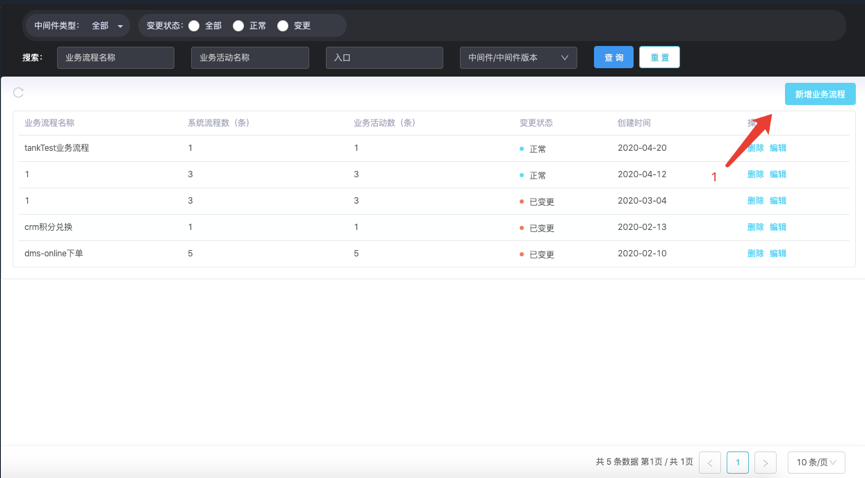 中间件类型： 全部 变更状态： 全部 正常 变更
搜索： 业务流程名称 业务活动名称 入口 中间件/中间件版本 查 询 重 置
新增业务流程
业务流程名称 系统流程数（条） 业务活动数（条） 变更状态 创建时间
tankTest业务流程 1 1 正常 2020-04-20 删除 编辑
1 3 3 正常 2020-04-12 删除 编辑
1
1 3 3 已变更 2020-03-04 删除 编辑
crm积分兑换 1 1 已变更 2020-02-13 删除 编辑
dms-online下单 5 5 已变更 2020-02-10 删除 编辑
共 5 条数据 第1页 / 共 1页 < 1 > 10 条/页